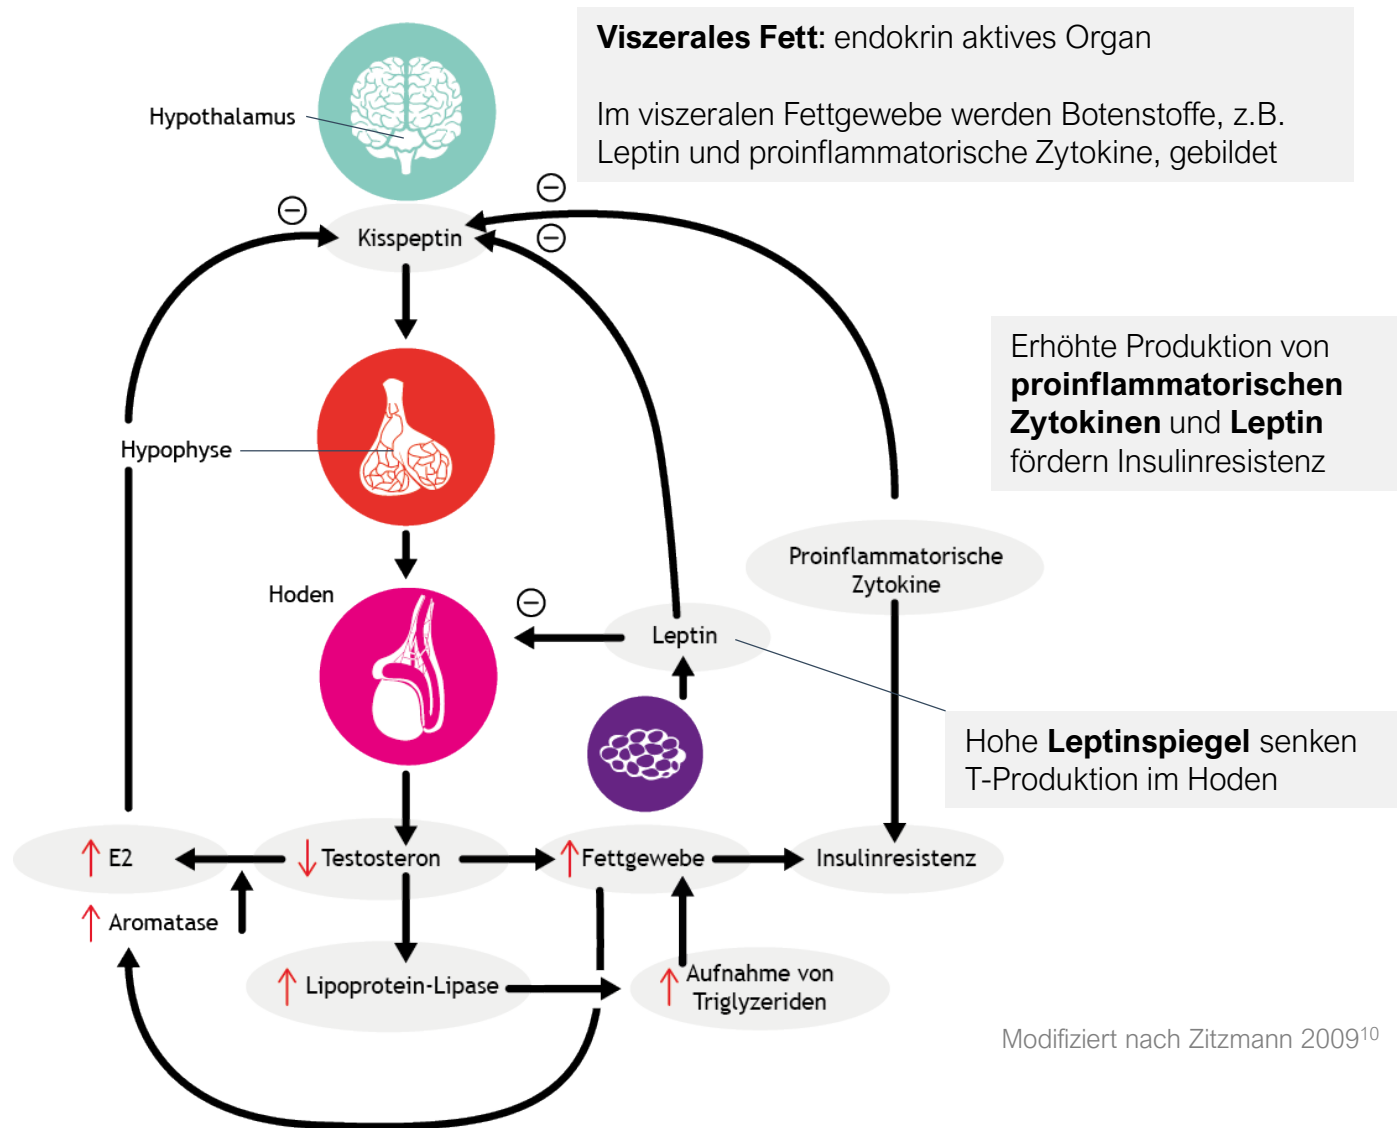 Viszerales Fett: endokrin aktives Organ
Im viszeralen Fettgewebe werden Botenstoffe, z.B.
Leptin und proinflammatorische Zytokine, gebildet
Hypothalamus
⊖
⊖
⊖
Kisspeptin
Erhöhte Produktion von
proinflammatorischen
Zytokinen und Leptin
fördern Insulinresistenz
Hypophyse
Proinflammatorische
Zytokine
Hoden
⊖
Leptin
Hohe Leptinspiegel senken
T-Produktion im Hoden
↑ E2
↓ Testosteron
↑ Fettgewebe
Insulinresistenz
↑ Aromatase
↑ Lipoprotein-Lipase
↑ Aufnahme von
Triglyzeriden
Modifiziert nach Zitzmann 2009¹⁰